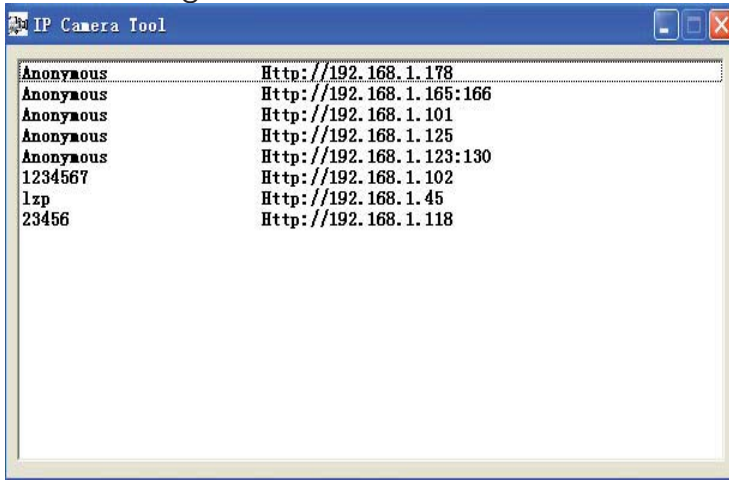 IP Camera Tool
Anonymous Http://192.168.1.178
Anonymous Http://192.168.1.165:166
Anonymous Http://192.168.1.101
Anonymous Http://192.168.1.125
Anonymous Http://192.168.1.123:130
1234567 Http://192.168.1.102
lzp Http://192.168.1.45
23456 Http://192.168.1.118